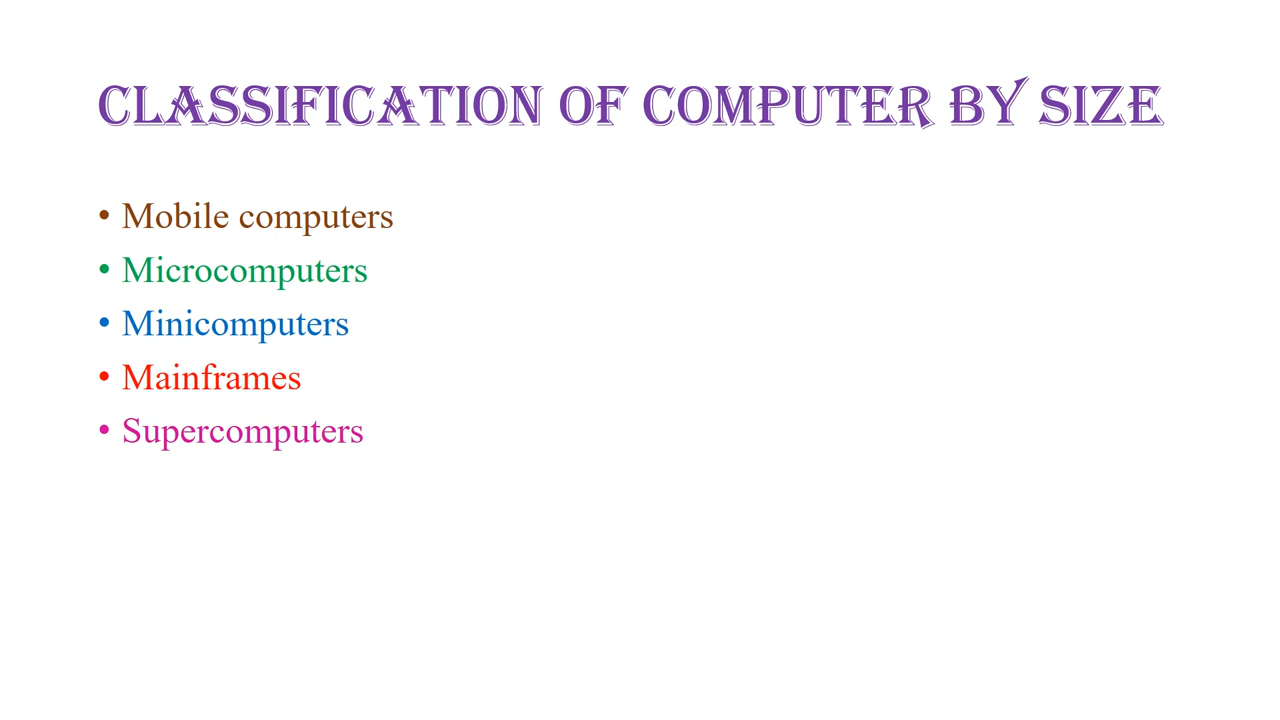 CLASSIFICATION OF COMPUTER BY SIZE
• Mobile computers
• Microcomputers
• Minicomputers
• Mainframes
• Supercomputers